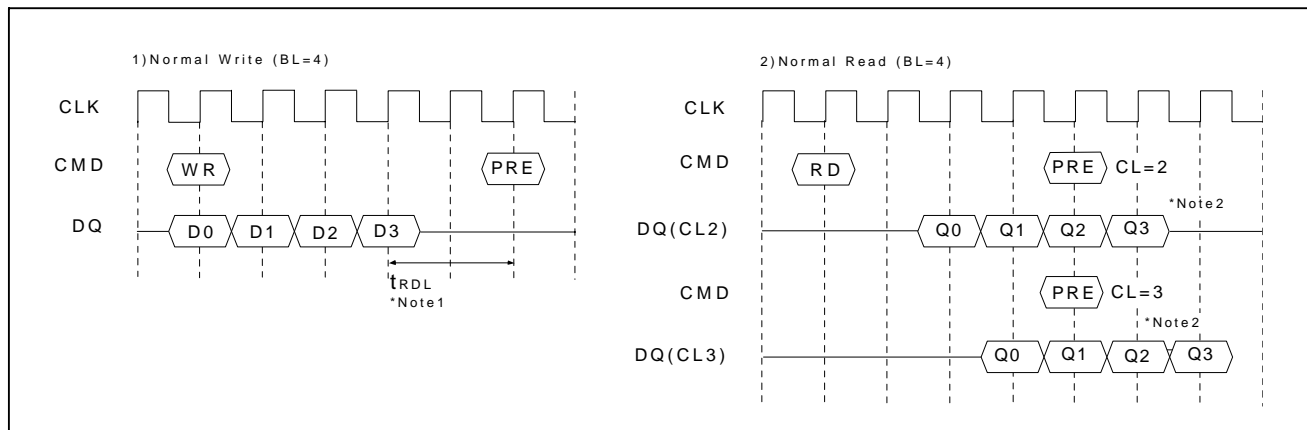 1)Normal Write (BL=4)
CLK
CMD WR PRE
DQ D0 D1 D2 D3
tRDL
*Note1
2)Normal Read (BL=4)
CLK
CMD RD PRE CL=2
*Note2
DQ(CL2) Q0 Q1 Q2 Q3
CMD PRE CL=3
*Note2
DQ(CL3) Q0 Q1 Q2 Q3